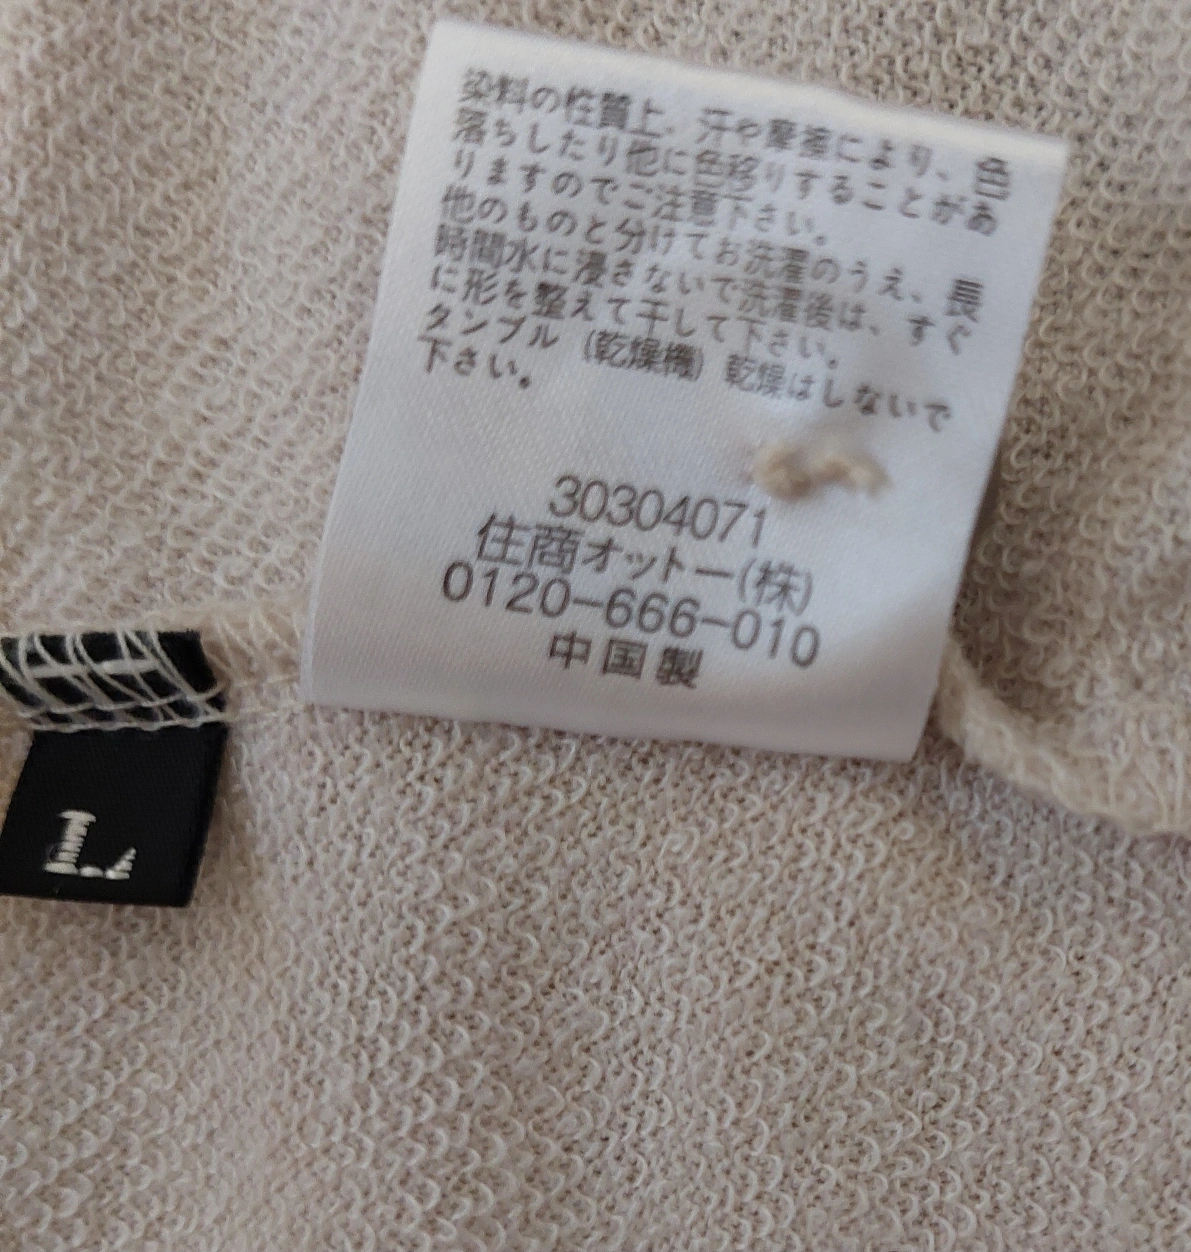 染料の性質上、汗や摩擦により、色
落ちしたり他に色移りすることがあ
りますのでご注意下さい。
他のものと分けてお洗濯のうえ、長
時間水に浸さないで洗濯後は、すぐ
に形を整えて干して下さい。
タンブル (乾燥機) 乾燥はしないで
下さい。
30304071
住商オットー(株)
0120-666-010
中国製
L